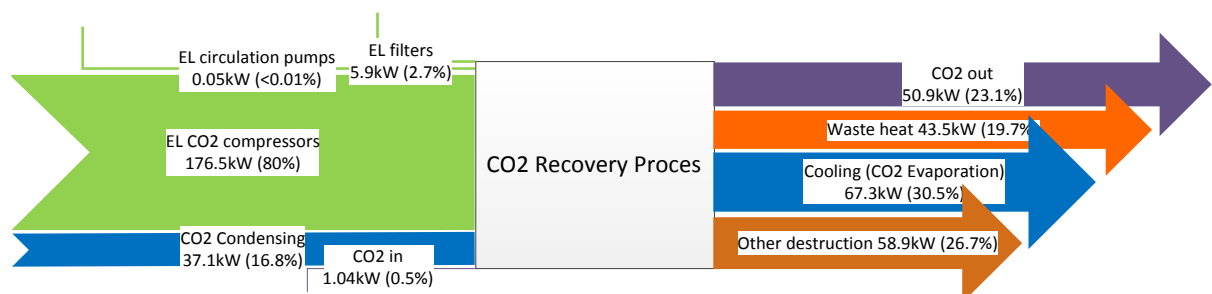 EL circulation pumps
0.05kW (<0.01%)
EL filters
5.9kW (2.7%)
EL CO2 compressors
176.5kW (80%)
CO2 Condensing
37.1kW (16.8%)
CO2 in
1.04kW (0.5%)
CO2 Recovery Proces
CO2 out
50.9kW (23.1%)
Waste heat 43.5kW (19.7%
Cooling (CO2 Evaporation)
67.3kW (30.5%)
Other destruction 58.9kW (26.7%)